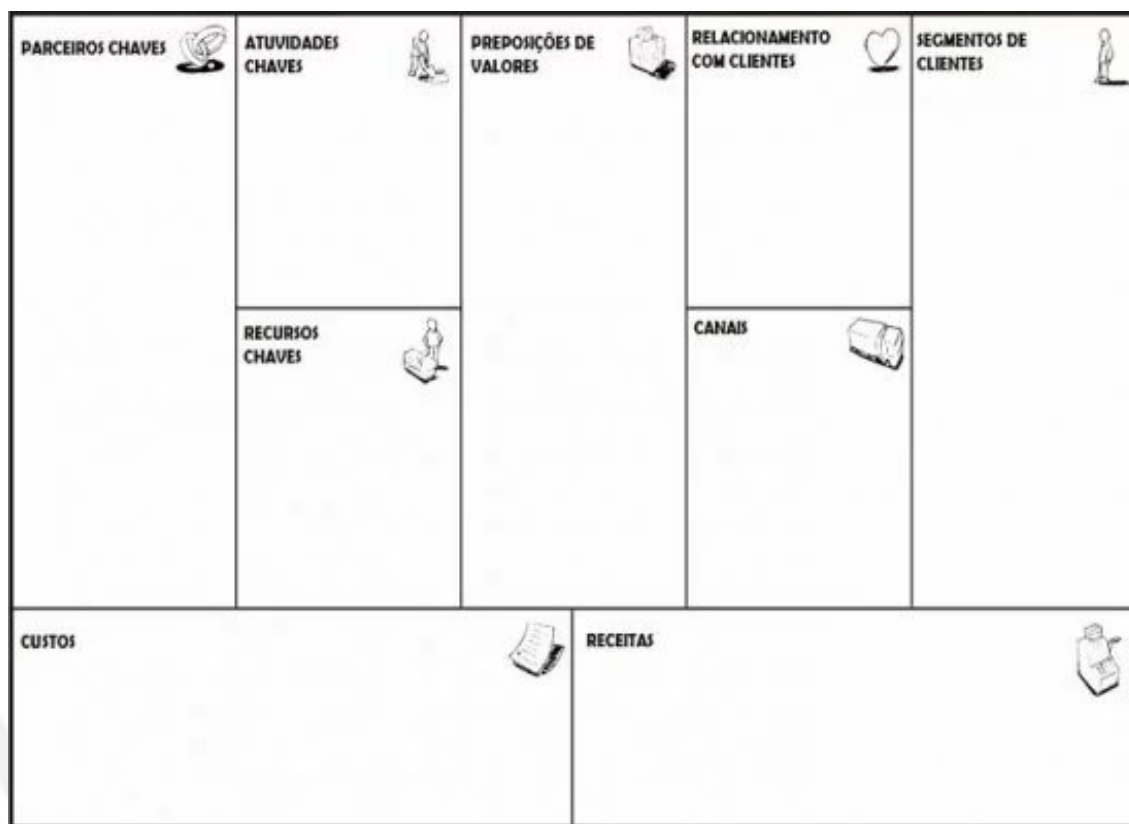 PARCEIROS CHAVES
ATUVIDADES
CHAVES
PREPOSIÇÕES DE
VALORES
RELACIONAMENTO
COM CLIENTES
SEGMENTOS DE
CLIENTES
RECURSOS
CHAVES
CANAIS
CUSTOS
RECEITAS